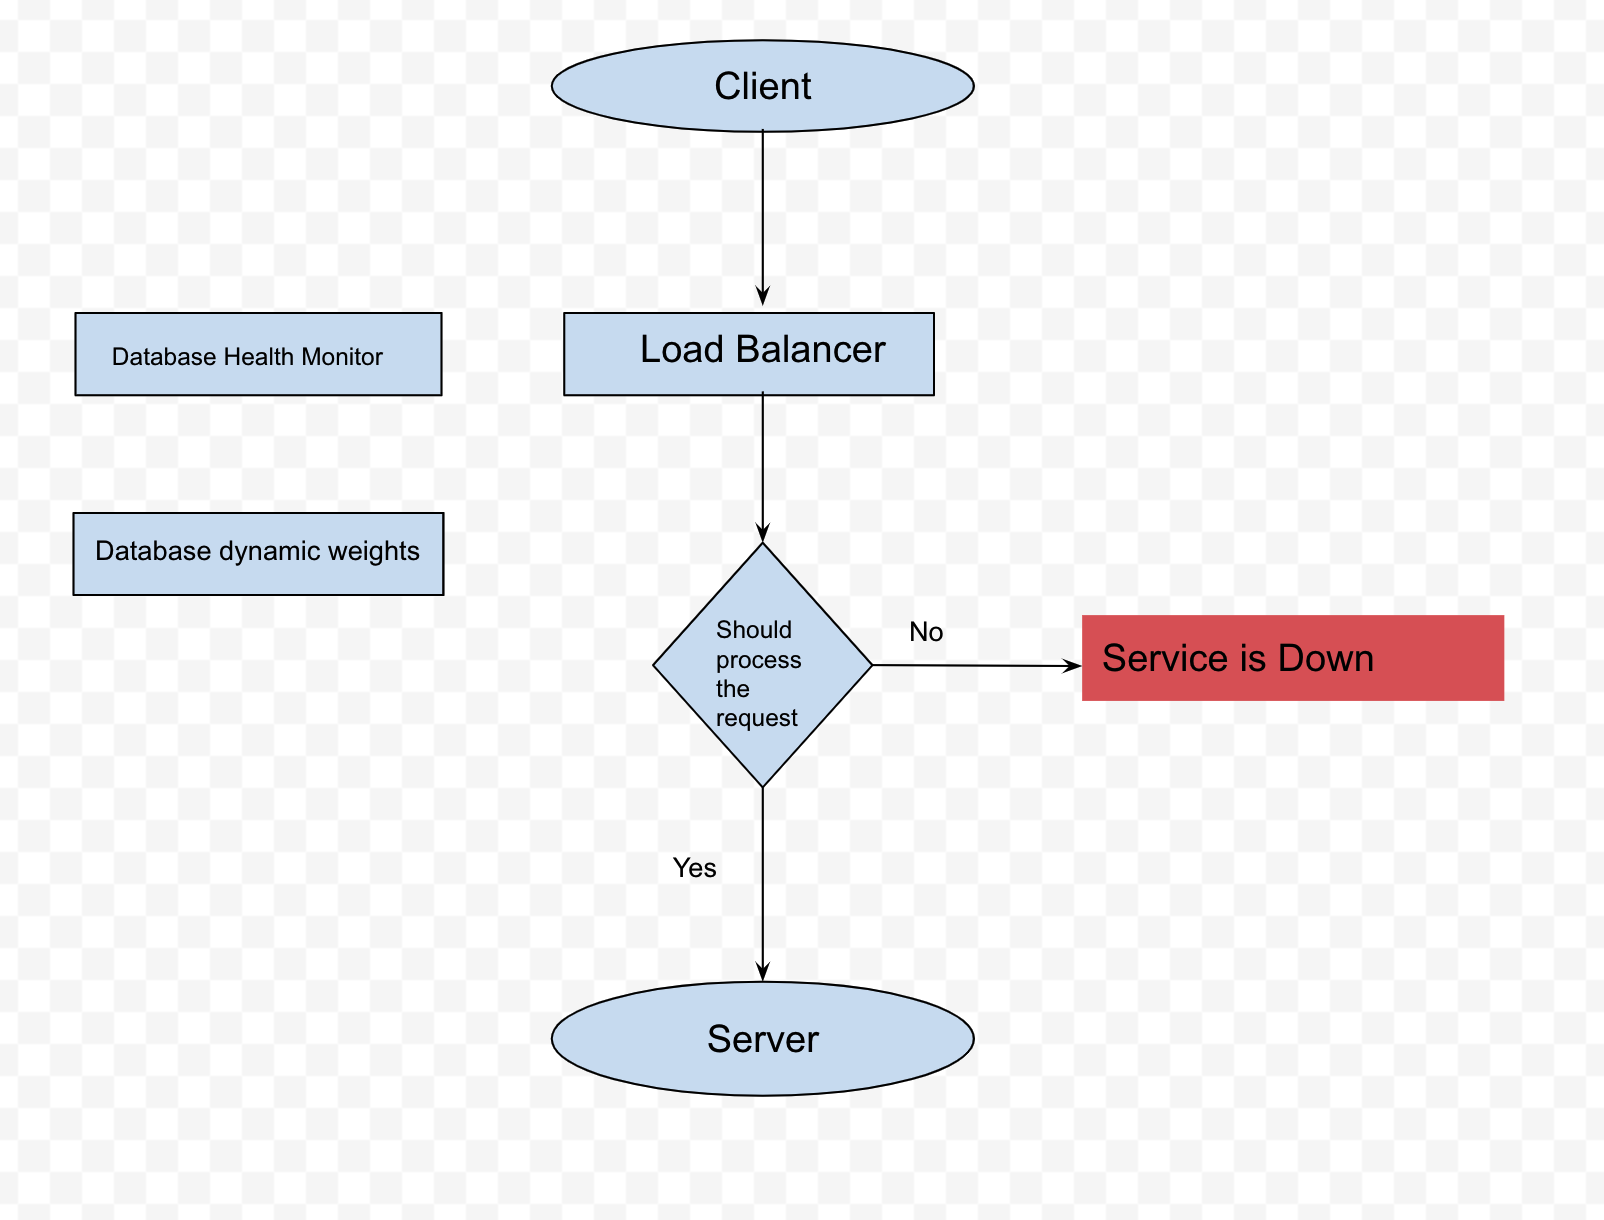 Client
Database Health Monitor
Load Balancer
Database dynamic weights
Should
process
the
request
No
Service is Down
Yes
Server